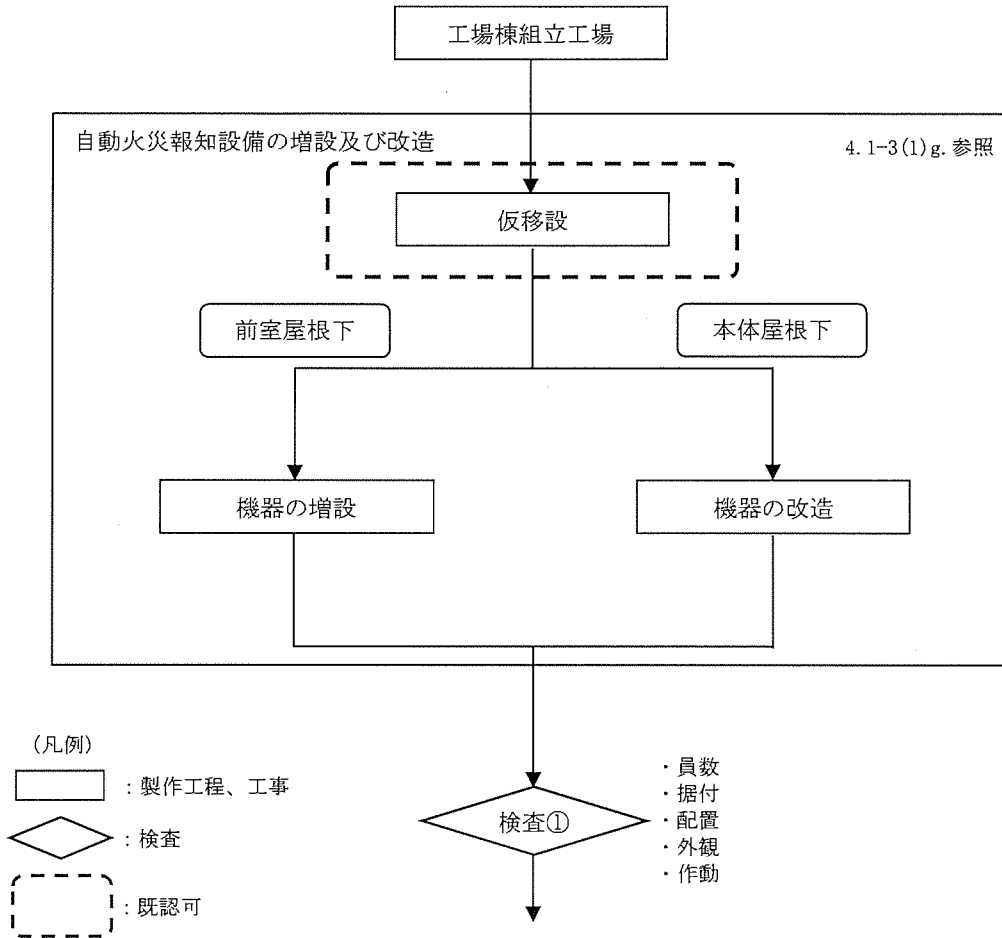 工場棟組立工場
自動火災報知設備の増設及び改造
4.1-3(1)g.参照
仮移設
前室屋根下
本体屋根下
機器の増設
機器の改造
(凡例)
：製作工程、工事
：検査
：既認可
検査①
・員数
・据付
・配置
・外観
・作動